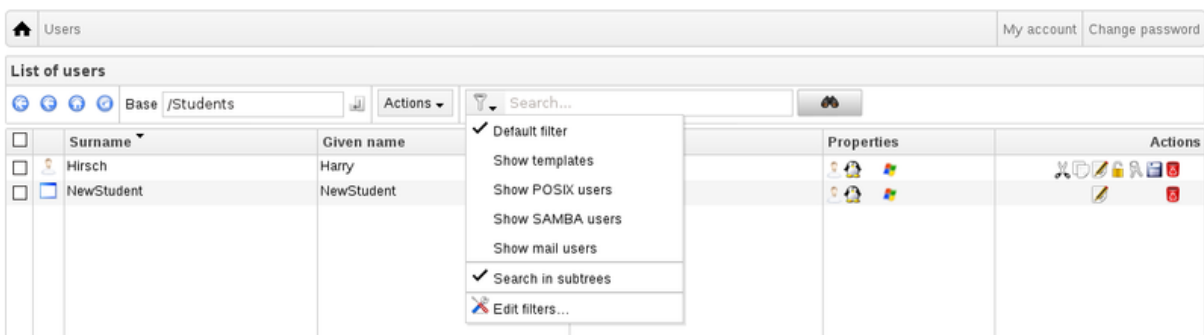 Users My account Change password
List of users
Base /Students Actions Search...
Default filter
Show templates
Show POSIX users
Show SAMBA users
Show mail users
Search in subtrees
Edit filters...
Surname Given name Properties Actions
Hirsch Harry
NewStudent NewStudent